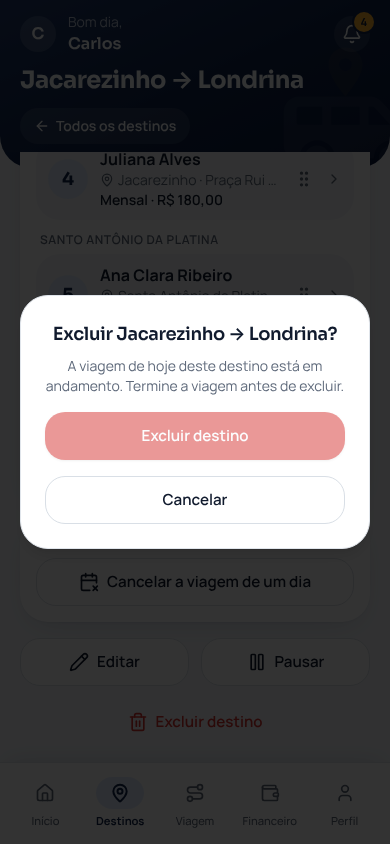 C
Bom dia,
Carlos
4
Jacarezinho → Londrina
← Todos os destinos
Juliana Alves
4
Jacarezinho · Praça Rui ...
Mensal · R$ 180,00
SANTO ANTÔNIO DA PLATINA
Ana Clara Ribeiro
Excluir Jacarezinho → Londrina?
A viagem de hoje deste destino está em
andamento. Termine a viagem antes de excluir.
Excluir destino
Cancelar
Cancelar a viagem de um dia
Editar
Pausar
Excluir destino
Início
Destinos
Viagem
Financeiro
Perfil